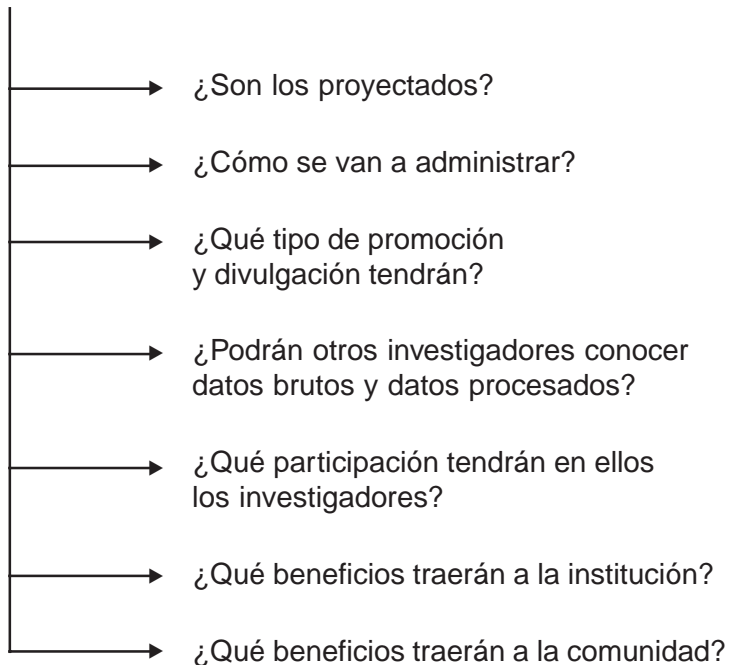 ¿Son los proyectados?
¿Cómo se van a administrar?
¿Qué tipo de promoción
y divulgación tendrán?
¿Podrán otros investigadores conocer
datos brutos y datos procesados?
¿Qué participación tendrán en ellos
los investigadores?
¿Qué beneficios traerán a la institución?
¿Qué beneficios traerán a la comunidad?